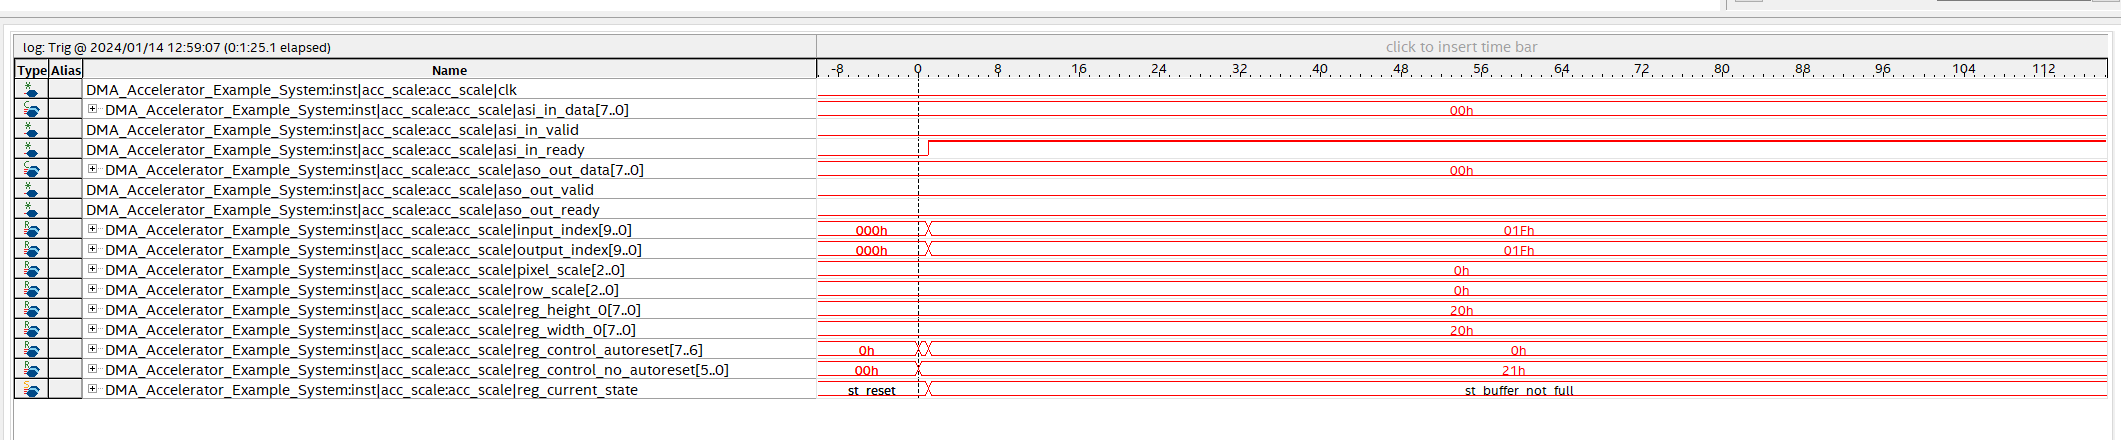 log: Trig @ 2024/01/14 12:59:07 (0:1:25.1 elapsed) click to insert time bar
Type Alias Name -8 0 8 16 24 32 40 48 56 64 72 80 88 96 104 112
DMA_Accelerator_Example_System:inst|acc_scale:acc_scale|clk
DMA_Accelerator_Example_System:inst|acc_scale:acc_scale|asi_in_data[7..0] 00h
DMA_Accelerator_Example_System:inst|acc_scale:acc_scale|asi_in_valid
DMA_Accelerator_Example_System:inst|acc_scale:acc_scale|asi_in_ready
DMA_Accelerator_Example_System:inst|acc_scale:acc_scale|aso_out_data[7..0] 00h
DMA_Accelerator_Example_System:inst|acc_scale:acc_scale|aso_out_valid
DMA_Accelerator_Example_System:inst|acc_scale:acc_scale|aso_out_ready
DMA_Accelerator_Example_System:inst|acc_scale:acc_scale|input_index[9..0] 000h 01Fh
DMA_Accelerator_Example_System:inst|acc_scale:acc_scale|output_index[9..0] 000h 01Fh
DMA_Accelerator_Example_System:inst|acc_scale:acc_scale|pixel_scale[2..0] 0h
DMA_Accelerator_Example_System:inst|acc_scale:acc_scale|row_scale[2..0] 0h
DMA_Accelerator_Example_System:inst|acc_scale:acc_scale|reg_height_0[7..0] 20h
DMA_Accelerator_Example_System:inst|acc_scale:acc_scale|reg_width_0[7..0] 20h
DMA_Accelerator_Example_System:inst|acc_scale:acc_scale|reg_control_autoreset[7..6] 0h 0h
DMA_Accelerator_Example_System:inst|acc_scale:acc_scale|reg_control_no_autoreset[5..0] 00h 21h
DMA_Accelerator_Example_System:inst|acc_scale:acc_scale|reg_current_state st_reset st_buffer_not_full